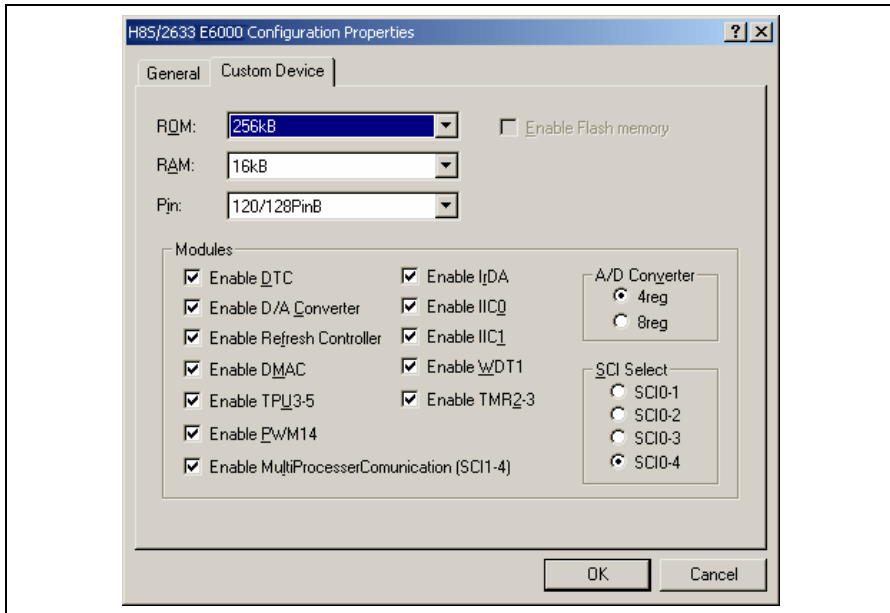 H8S/2633 E6000 Configuration Properties
General Custom Device
ROM: 256kB Enable Flash memory
RAM: 16kB
Pin: 120/128PinB
Modules
Enable DTC Enable IrDA A/D Converter
Enable D/A Converter Enable IIC0 4reg
Enable Refresh Controller Enable IIC1 8reg
Enable DMAC Enable WDT1 SCI Select
Enable TPU3-5 Enable TMR2-3 SCI0-1
SCI0-2
Enable PWM14 SCI0-3
Enable MultiProcesserComunication (SCI1-4) SCI0-4
OK Cancel